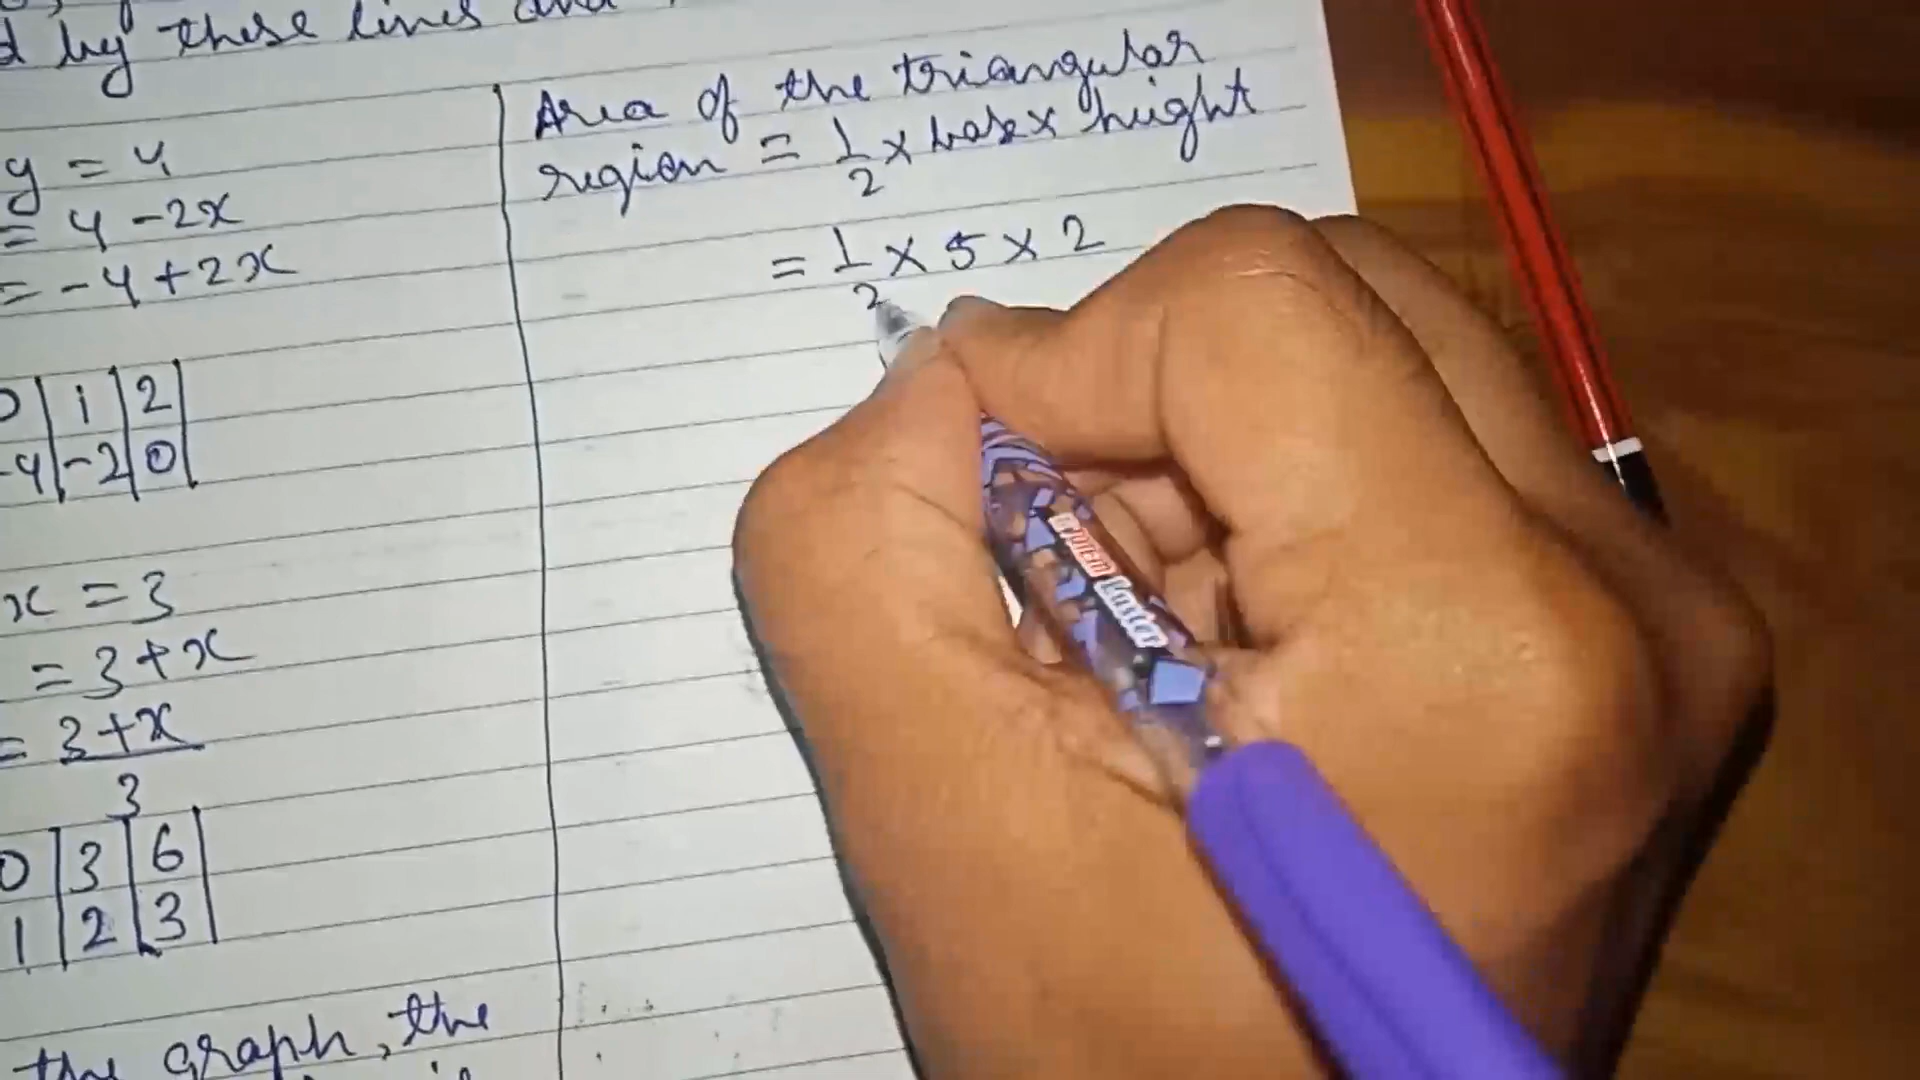 by these lines and
y = 4
= 4 - 2x
= -4 + 2x
0 | 1 | 2 |
-4 | -2 | 0 |
x = 3
= 3 + x
= 3 + x
3
0 | 3 | 6 |
1 | 2 | 3 |
the graph, the
Area of the triangular
region = 1/2 × base × height
= 1/2 × 5 × 2